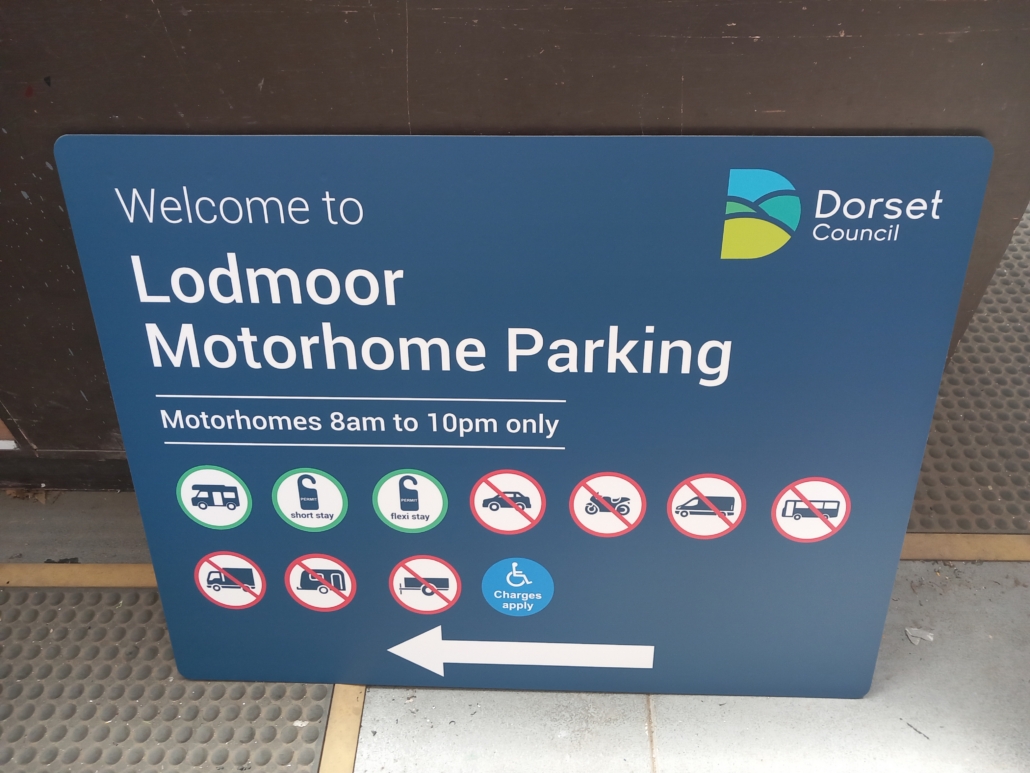 Welcome to
Dorset
Council
Lodmoor
Motorhome Parking
Motorhomes 8am to 10pm only
PERMIT
short stay
PERMIT
flexi stay
Charges
apply